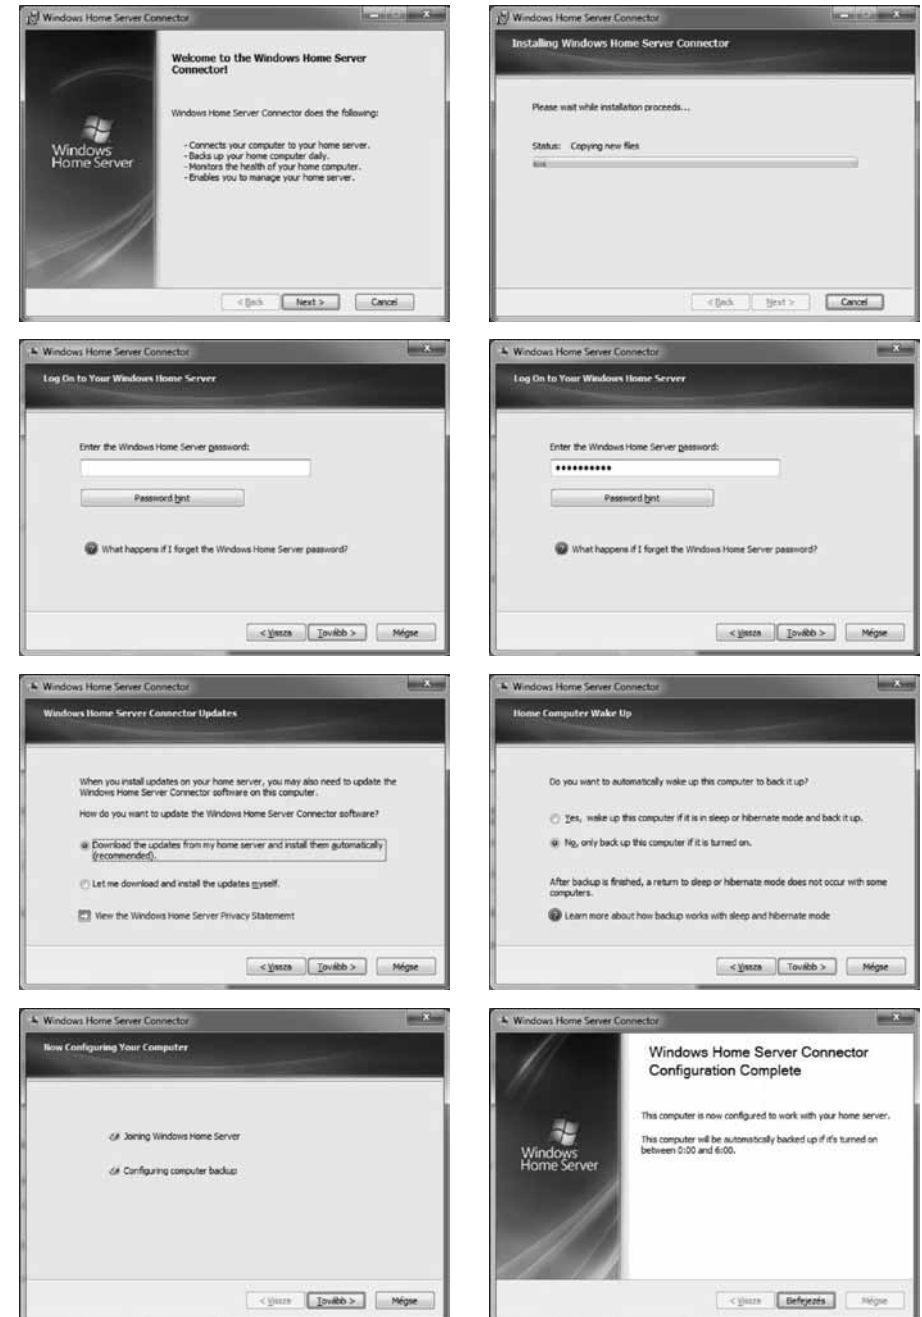 Windows Home Server Connector
Welcome to the Windows Home Server
Connector!
Windows Home Server Connector does the following:
- Connects your computer to your home server.
- Backs up your home computer daily.
- Monitors the health of your home computer.
- Enables you to manage your home server.
Windows
Home Server
< Back
Next >
Cancel
Windows Home Server Connector
Installing Windows Home Server Connector
Please wait while installation proceeds...
Status: Copying new files
< Back
Next >
Cancel
Windows Home Server Connector
Log On to Your Windows Home Server
Enter the Windows Home Server password:
Password hint
What happens if I forget the Windows Home Server password?
< Vissza
Tovább >
Mégse
Windows Home Server Connector
Log On to Your Windows Home Server
Enter the Windows Home Server password:
••••••••••
Password hint
What happens if I forget the Windows Home Server password?
< Vissza
Tovább >
Mégse
Windows Home Server Connector
Windows Home Server Connector Updates
When you install updates on your home server, you may also need to update the
Windows Home Server Connector software on this computer.
How do you want to update the Windows Home Server Connector software?
Download the updates from my home server and install them automatically
(recommended).
Let me download and install the updates myself.
View the Windows Home Server Privacy Statement
< Vissza
Tovább >
Mégse
Windows Home Server Connector
Home Computer Wake Up
Do you want to automatically wake up this computer to back it up?
Yes, wake up this computer if it is in sleep or hibernate mode and back it up.
No, only back up this computer if it is turned on.
After backup is finished, a return to sleep or hibernate mode does not occur with some
computers.
Learn more about how backup works with sleep and hibernate mode
< Vissza
Tovább >
Mégse
Windows Home Server Connector
Now Configuring Your Computer
Joining Windows Home Server
Configuring computer backup
< Vissza
Tovább >
Mégse
Windows Home Server Connector
Windows Home Server Connector
Configuration Complete
This computer is now configured to work with your home server.
This computer will be automatically backed up if it's turned on
between 0:00 and 6:00.
Windows
Home Server
< Vissza
Befejezés
Mégse